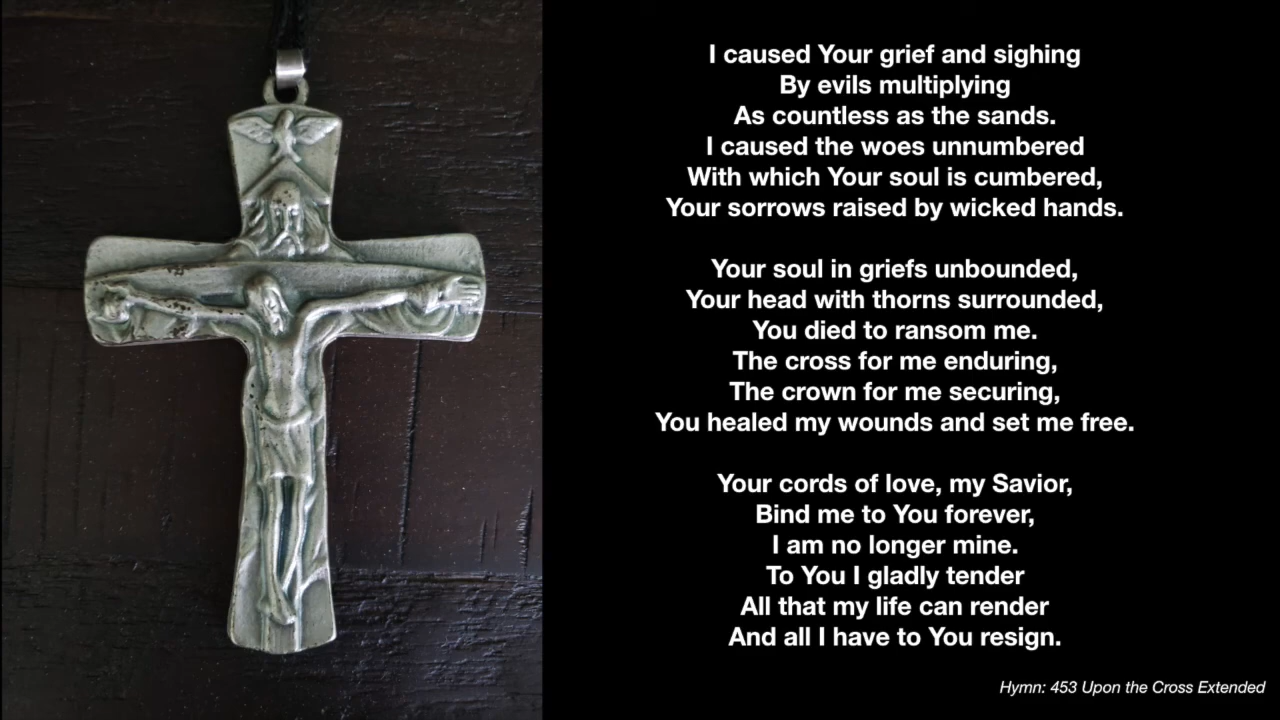 I caused Your grief and sighing
By evils multiplying
As countless as the sands.
I caused the woes unnumbered
With which Your soul is cumbered,
Your sorrows raised by wicked hands.
Your soul in griefs unbounded,
Your head with thorns surrounded,
You died to ransom me.
The cross for me enduring,
The crown for me securing,
You healed my wounds and set me free.
Your cords of love, my Savior,
Bind me to You forever,
I am no longer mine.
To You I gladly tender
All that my life can render
And all I have to You resign.
Hymn: 453 Upon the Cross Extended